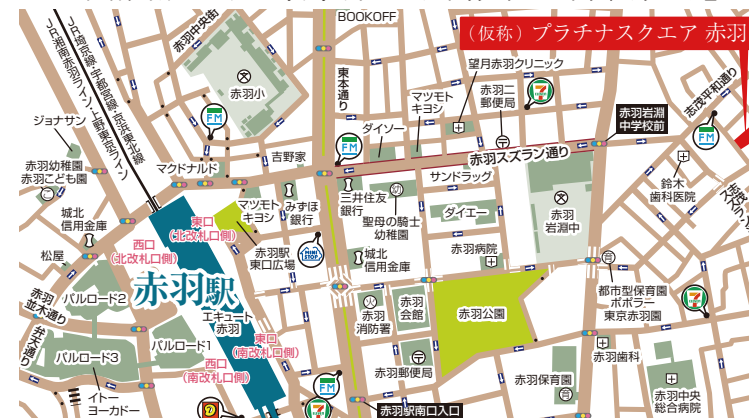 BOOKOFF
(仮称)プラチナスクエア 赤羽
JR埼京線・宇都宮線・京浜東北線
JR湘南赤羽ライン・上野東京ライン
赤羽中央街
東本通り
望月赤羽クリニック
赤羽小
マツモト
キヨシ
赤羽二
郵便局
志茂平和通り
ジョナサン
FM
FM
FM
ダイソー
赤羽岩淵
中学校前
赤羽スズラン通り
吉野家
マクドナルド
サンドラッグ
赤羽幼稚園
赤羽こども園
鈴木
歯科医院
三井住友
銀行
聖母の騎士
幼稚園
ダイエー
赤羽
岩淵中
マツモト
キヨシ
みずほ
銀行
城北
信用金庫
東口
(北改札口側)
西口
(北改札口側)
赤羽駅
東口広場
MINI
STOP
城北
信用金庫
赤羽病院
松屋
赤羽駅
パルロード2
赤羽
並木通り
エキュート
赤羽
赤羽
消防署
赤羽
会館
赤羽公園
都市型保育園
ポポラー
東京赤羽園
弁天通り
パルロード1
東口
(南改札口側)
パルロード3
西口
(南改札口側)
赤羽歯科
赤羽郵便局
赤羽保育園
赤羽中央
総合病院
イトー
ヨーカドー
FM
赤羽駅南口入口